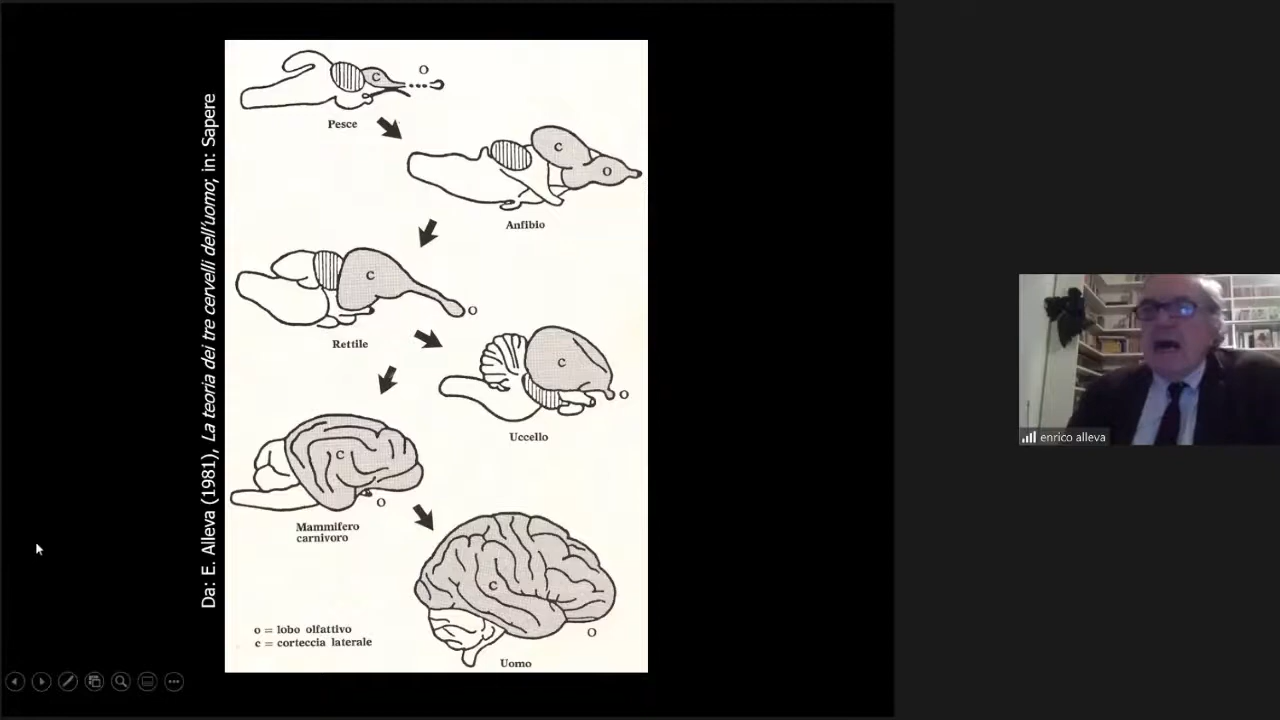 Da: E. Alleva (1981), La teoria dei tre cervelli dell'uomo; in: Sapere
C
O
Pesce
C
O
Anfibio
C
O
Rettile
C
O
Uccello
C
O
Mammifero
carnivoro
C
O
Uomo
o = lobo olfattivo
c = corteccia laterale
enrico alleva